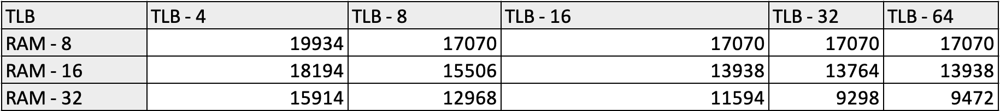 TLB TLB - 4 TLB - 8 TLB - 16 TLB - 32 TLB - 64
RAM - 8 19934 17070 17070 17070 17070
RAM - 16 18194 15506 13938 13764 13938
RAM - 32 15914 12968 11594 9298 9472